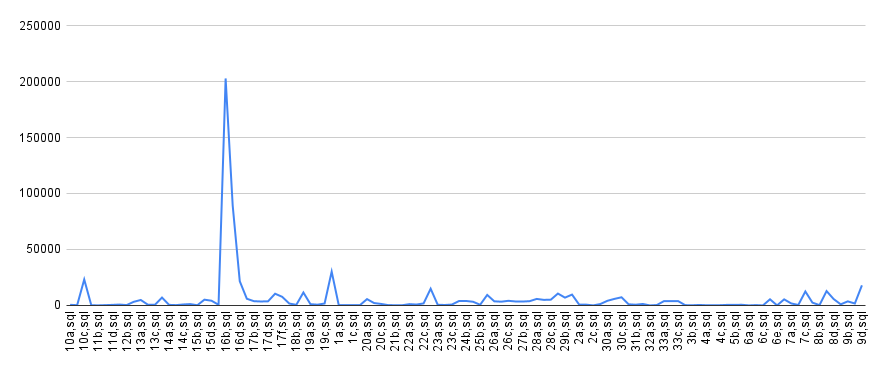 250000
200000
150000
100000
50000
0
10a,sql
10c,sql
11b,sql
11d,sql
12b,sql
13a,sql
13c,sql
14a,sql
14c,sql
15b,sql
15d,sql
16b,sql
16d,sql
17b,sql
17d,sql
17f,sql
18b,sql
19a,sql
19c,sql
1a,sql
1c,sql
20a,sql
20c,sql
21b,sql
22a,sql
22c,sql
23a,sql
23c,sql
24b,sql
25b,sql
26a,sql
26c,sql
27b,sql
28a,sql
28c,sql
29b,sql
2a,sql
2c,sql
30a,sql
30c,sql
31b,sql
32a,sql
33a,sql
33c,sql
4a,sql
4c,sql
5b,sql
6a,sql
6c,sql
6e,sql
7a,sql
7c,sql
8b,sql
8d,sql
9b,sql
9d,sql